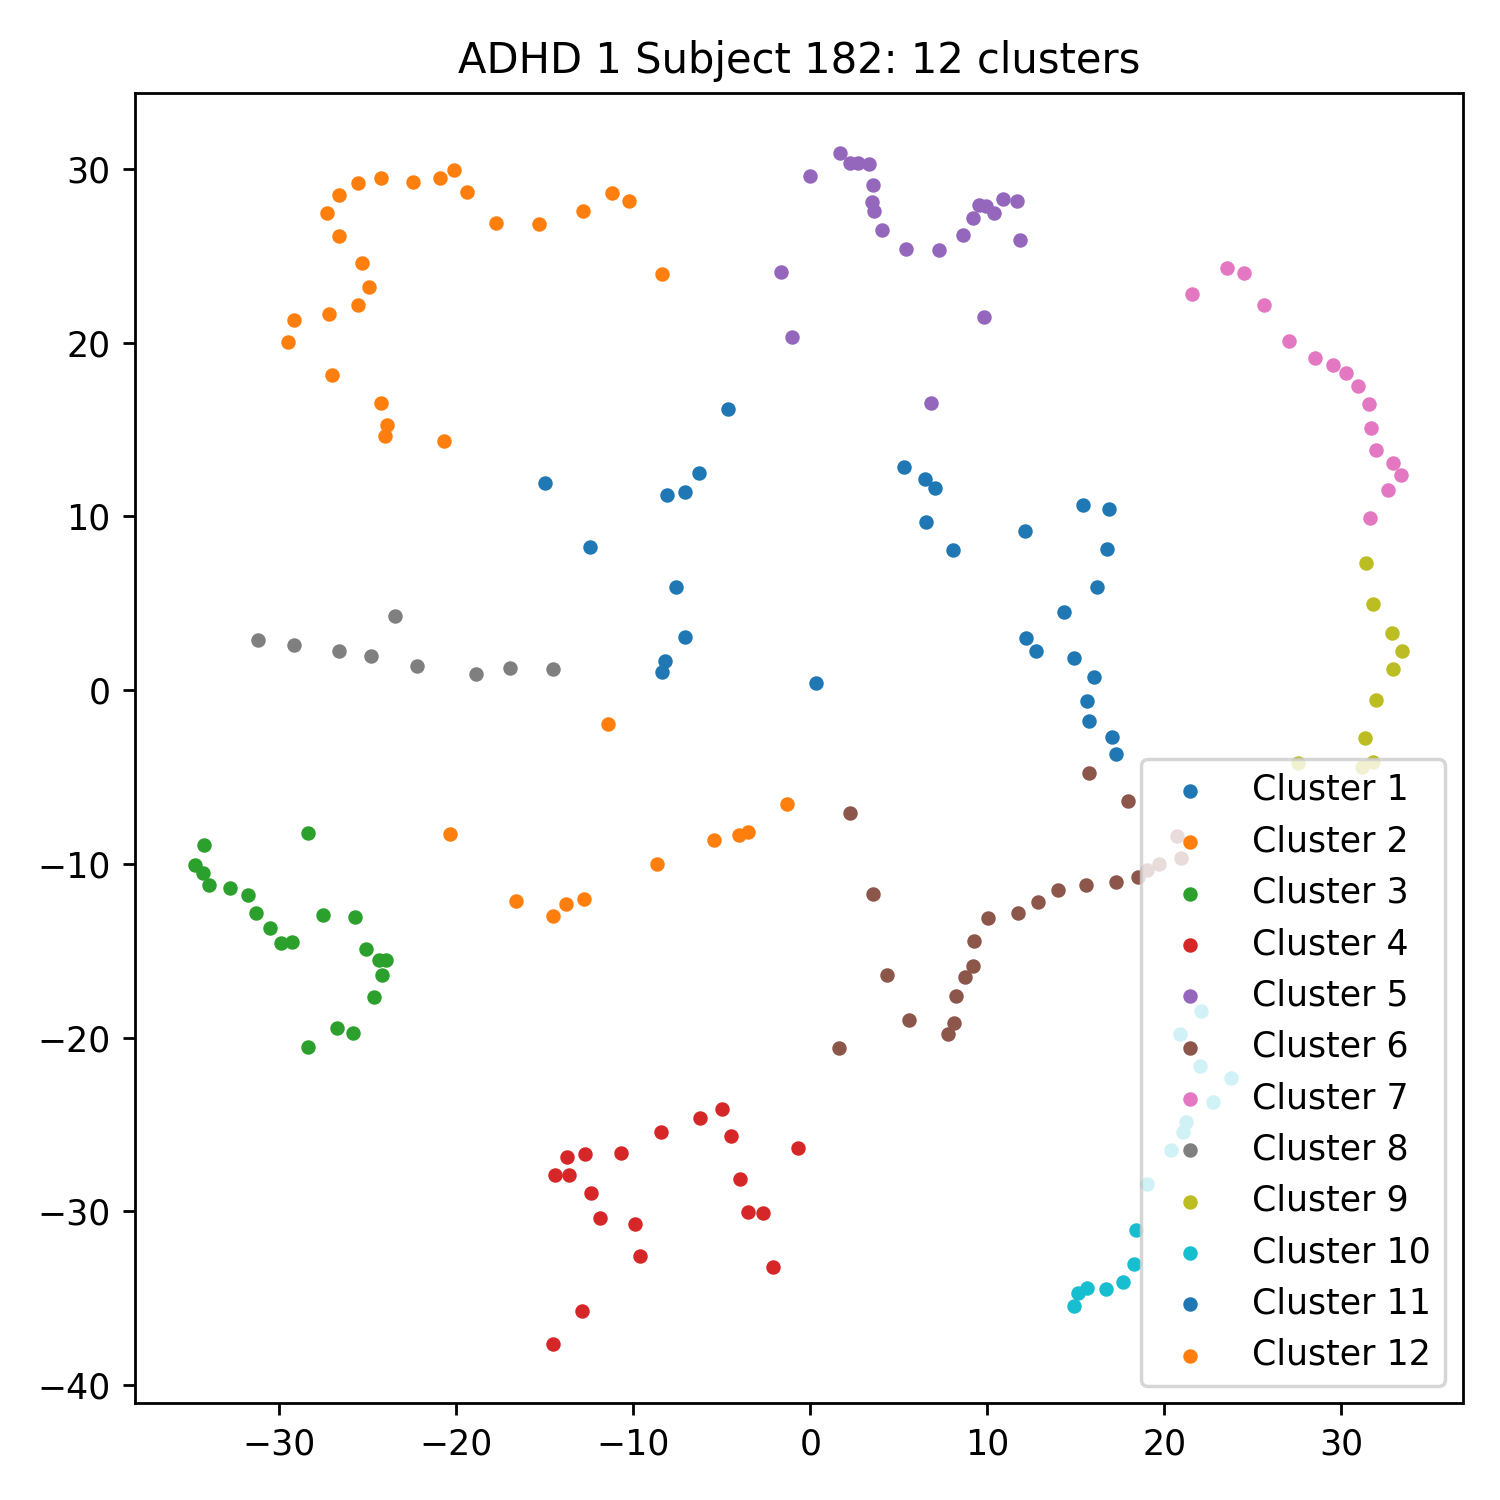 ADHD 1 Subject 182: 12 clusters
30
20
10
0
−10
−20
−30
−40
−30 −20 −10 0 10 20 30
Cluster 1
Cluster 2
Cluster 3
Cluster 4
Cluster 5
Cluster 6
Cluster 7
Cluster 8
Cluster 9
Cluster 10
Cluster 11
Cluster 12